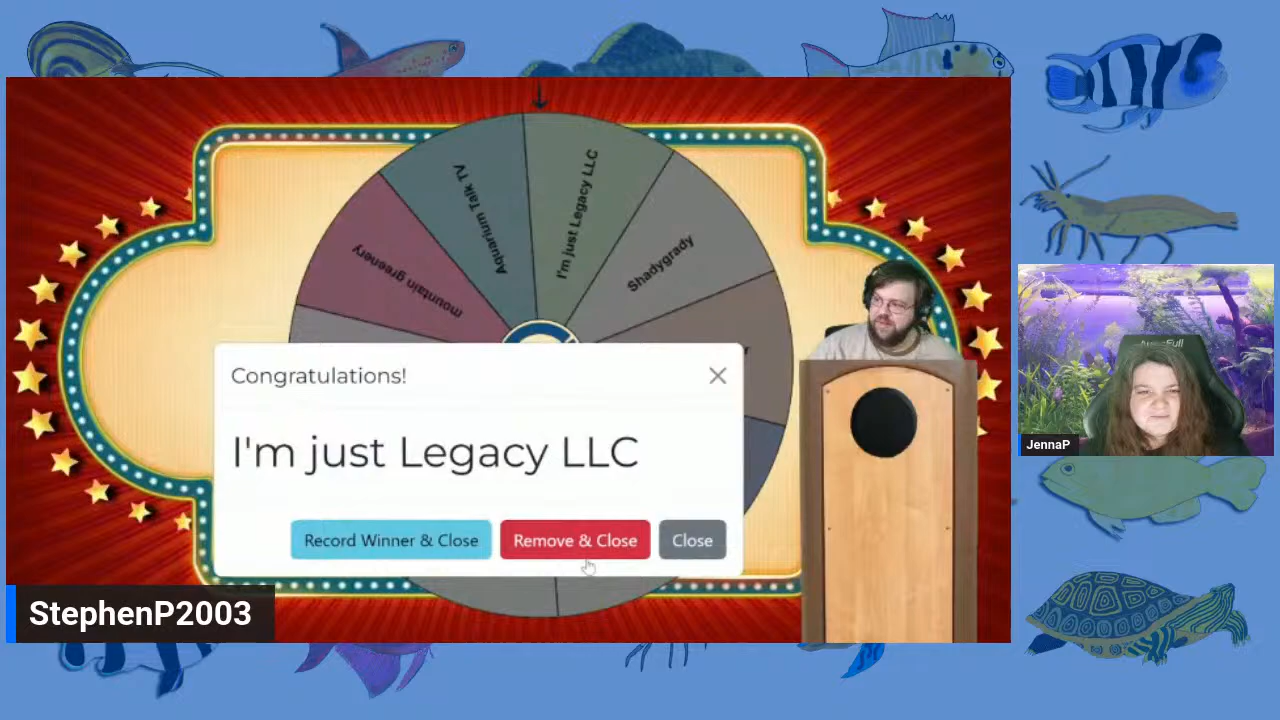 Aquarium Talk TV
I'm just Legacy LLC
mountain greenery
Shadygrady
Congratulations!
I'm just Legacy LLC
Record Winner & Close
Remove & Close
Close
JennaP
StephenP2003